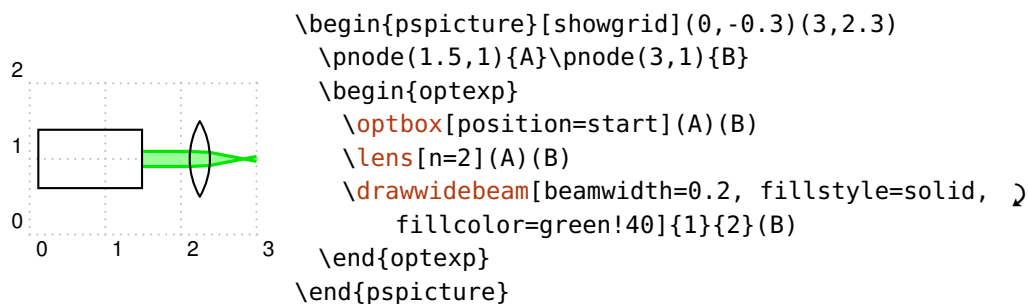 2
1
0
0 1 2 3
\begin{pspicture}[showgrid](0,-0.3)(3,2.3)
  \pnode(1.5,1){A}\pnode(3,1){B}
  \begin{optexp}
    \optbox[position=start](A)(B)
    \lens[n=2](A)(B)
    \drawwidebeam[beamwidth=0.2, fillstyle=solid,
        fillcolor=green!40]{1}{2}(B)
  \end{optexp}
\end{pspicture}